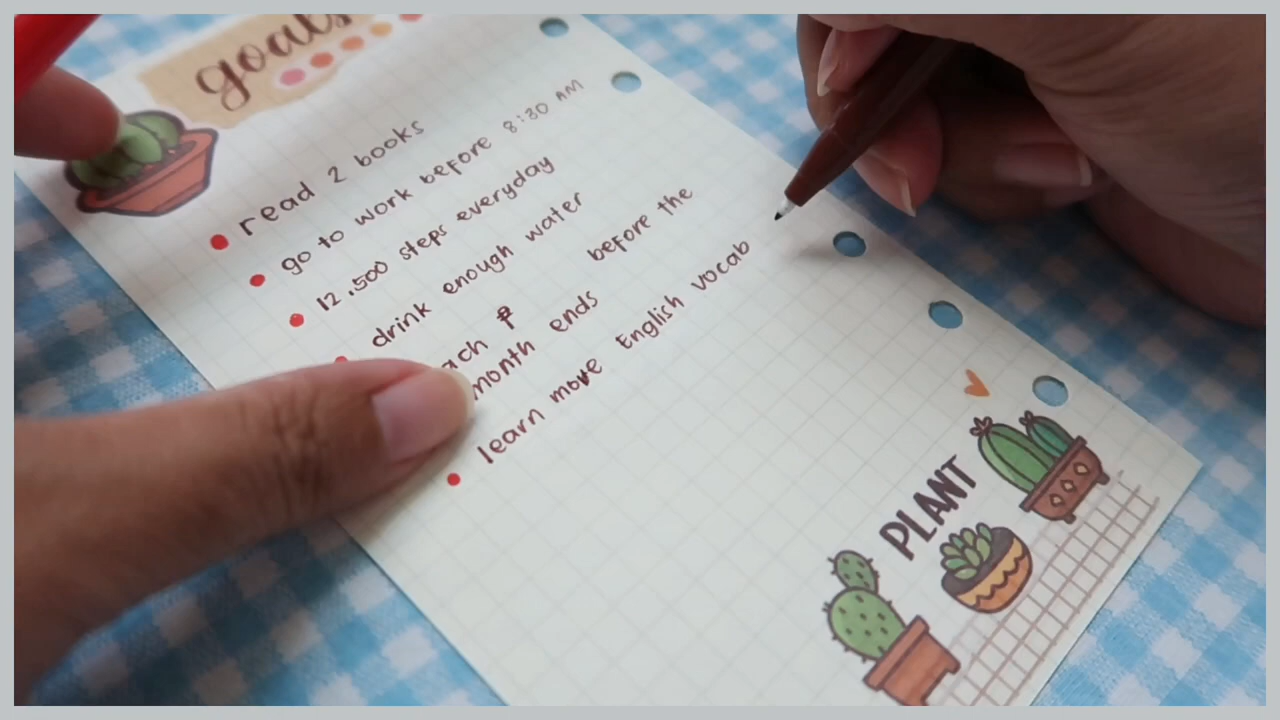 goals
read 2 books
go to work before 8:30 AM
12,500 steps everyday
drink enough water
before the
month ends
learn more English vocab
PLANT